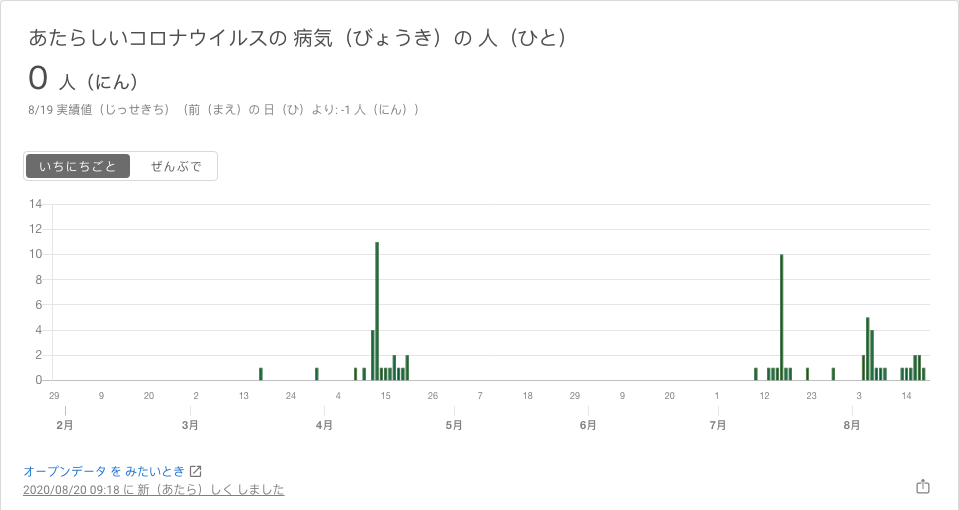 あたらしいコロナウイルスの 病気（びょうき）の 人（ひと）
0 人（にん）
8/19 実績値（じっせきち）（前（まえ）の 日（ひ）より: -1 人（にん））
いちにちごと ぜんぶで
14
12
10
8
6
4
2
0
29 9 20 2 13 24 4 15 26 7 18 29 9 20 1 12 23 3 14
2月 3月 4月 5月 6月 7月 8月
オープンデータ を みたいとき
2020/08/20 09:18 に 新（あたら）しく しました